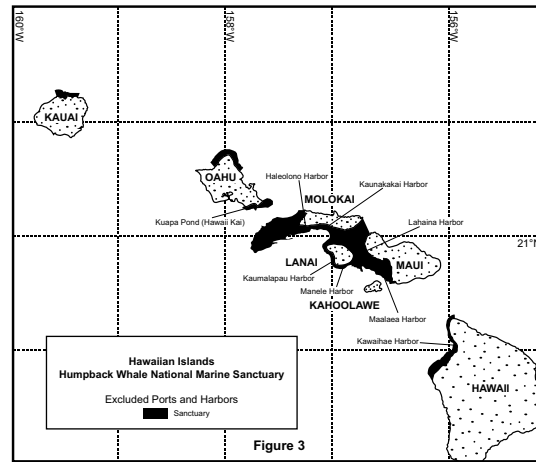 160°W
158°W
156°W
KAUAI
OAHU
Haleolono Harbor
Kaunakakai Harbor
MOLOKAI
Kuapa Pond (Hawaii Kai)
Lahaina Harbor
21°N
LANAI
MAUI
Kaumalapau Harbor
Manele Harbor
KAHOOLAWE
Maalaea Harbor
Kawaihae Harbor
HAWAII
Hawaiian Islands
Humpback Whale National Marine Sanctuary
Excluded Ports and Harbors
Sanctuary
Figure 3